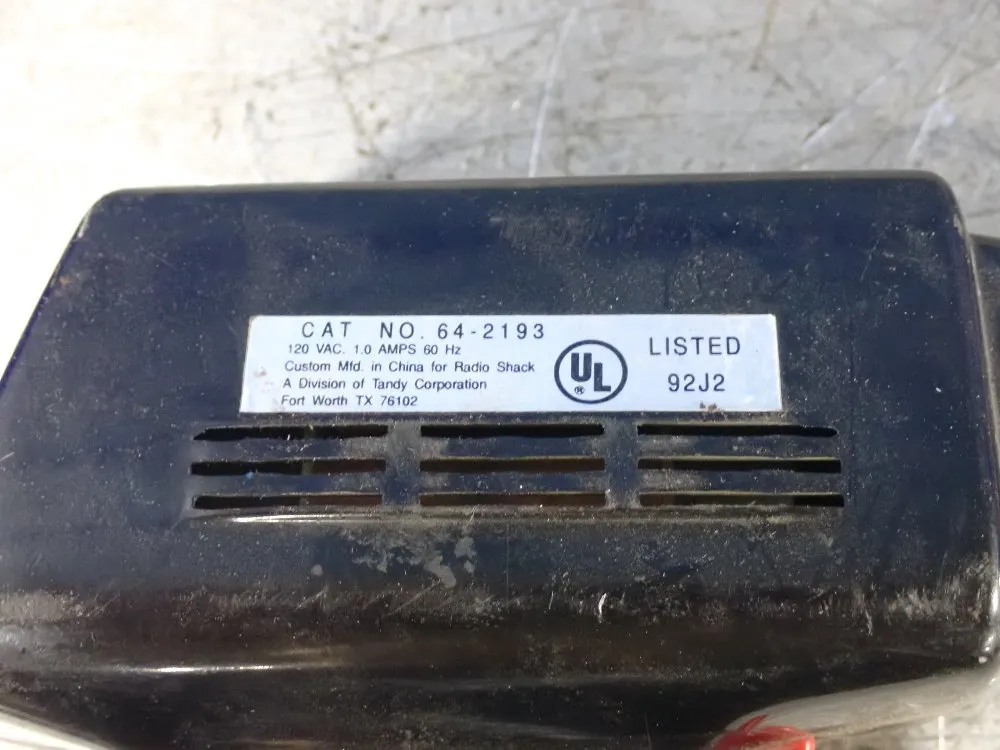 CAT NO. 64-2193
120 VAC. 1.0 AMPS 60 Hz
Custom Mfd. in China for Radio Shack
A Division of Tandy Corporation
Fort Worth TX 76102
UL
®
LISTED
92J2